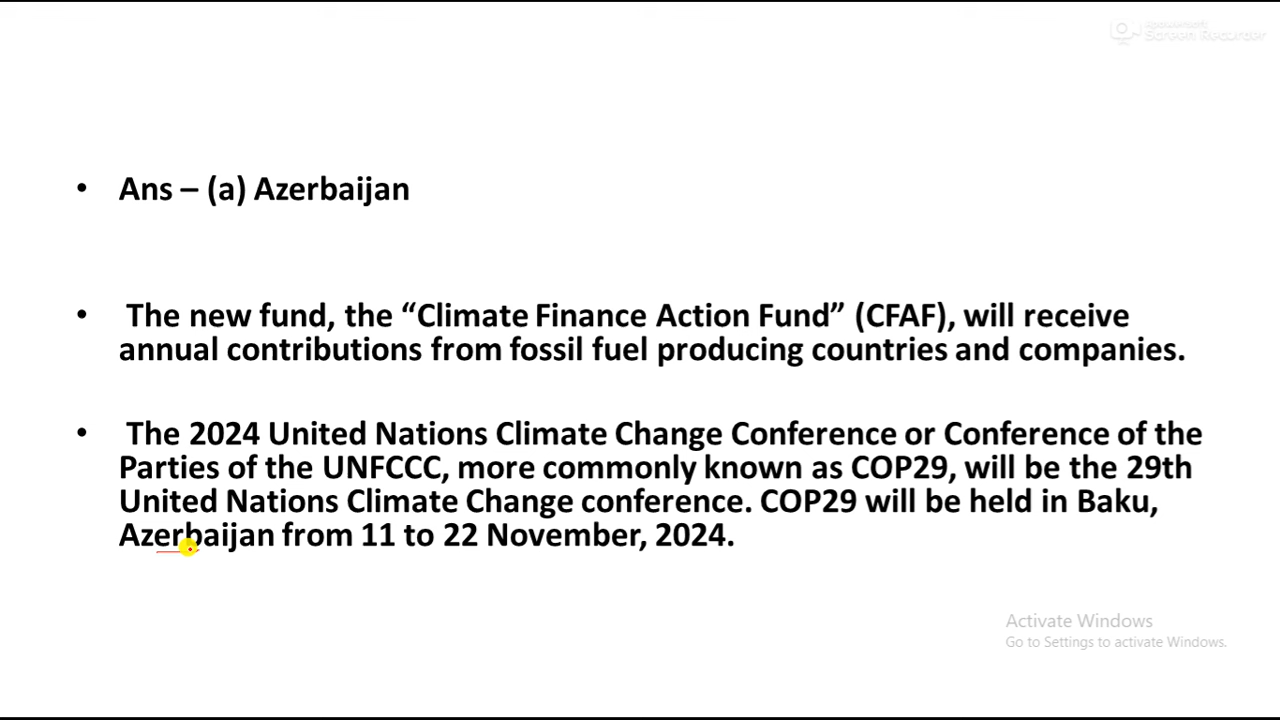 Apowersoft
Screen Recorder
• Ans – (a) Azerbaijan
• The new fund, the “Climate Finance Action Fund” (CFAF), will receive
annual contributions from fossil fuel producing countries and companies.
• The 2024 United Nations Climate Change Conference or Conference of the
Parties of the UNFCCC, more commonly known as COP29, will be the 29th
United Nations Climate Change conference. COP29 will be held in Baku,
Azerbaijan from 11 to 22 November, 2024.
Activate Windows
Go to Settings to activate Windows.